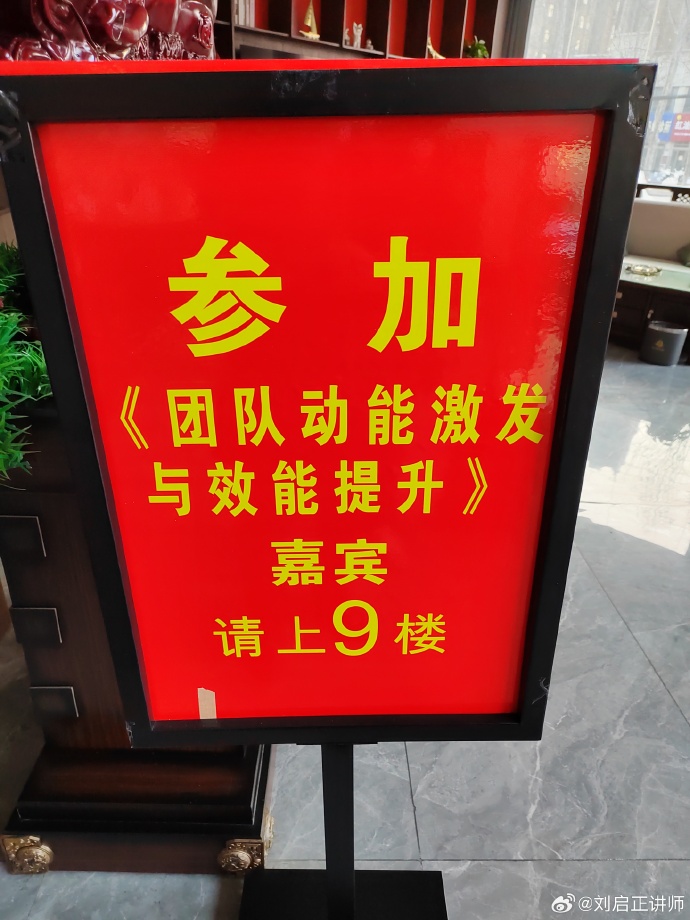 参加
《团队动能激发
与效能提升》
嘉宾
请上9楼
@刘启正讲师